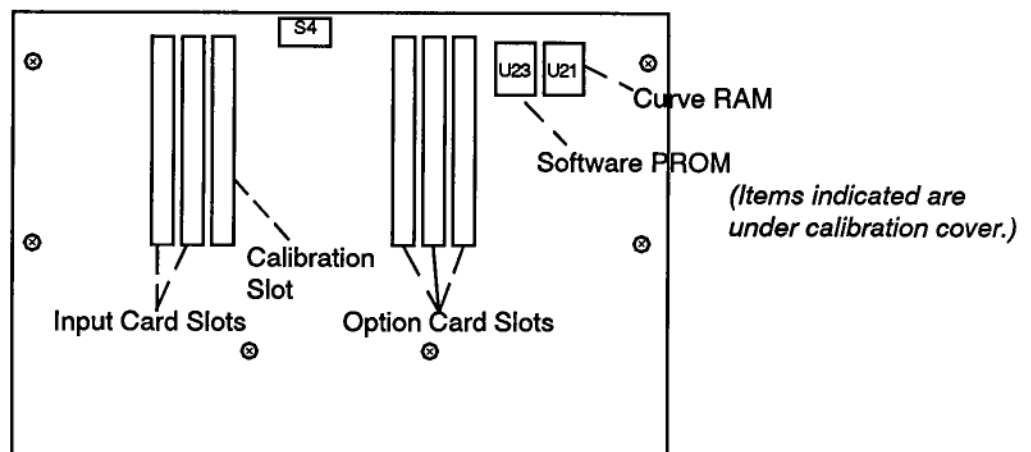 S4
U23
U21
Curve RAM
Software PROM
(Items indicated are
under calibration cover.)
Calibration
Slot
Input Card Slots
Option Card Slots